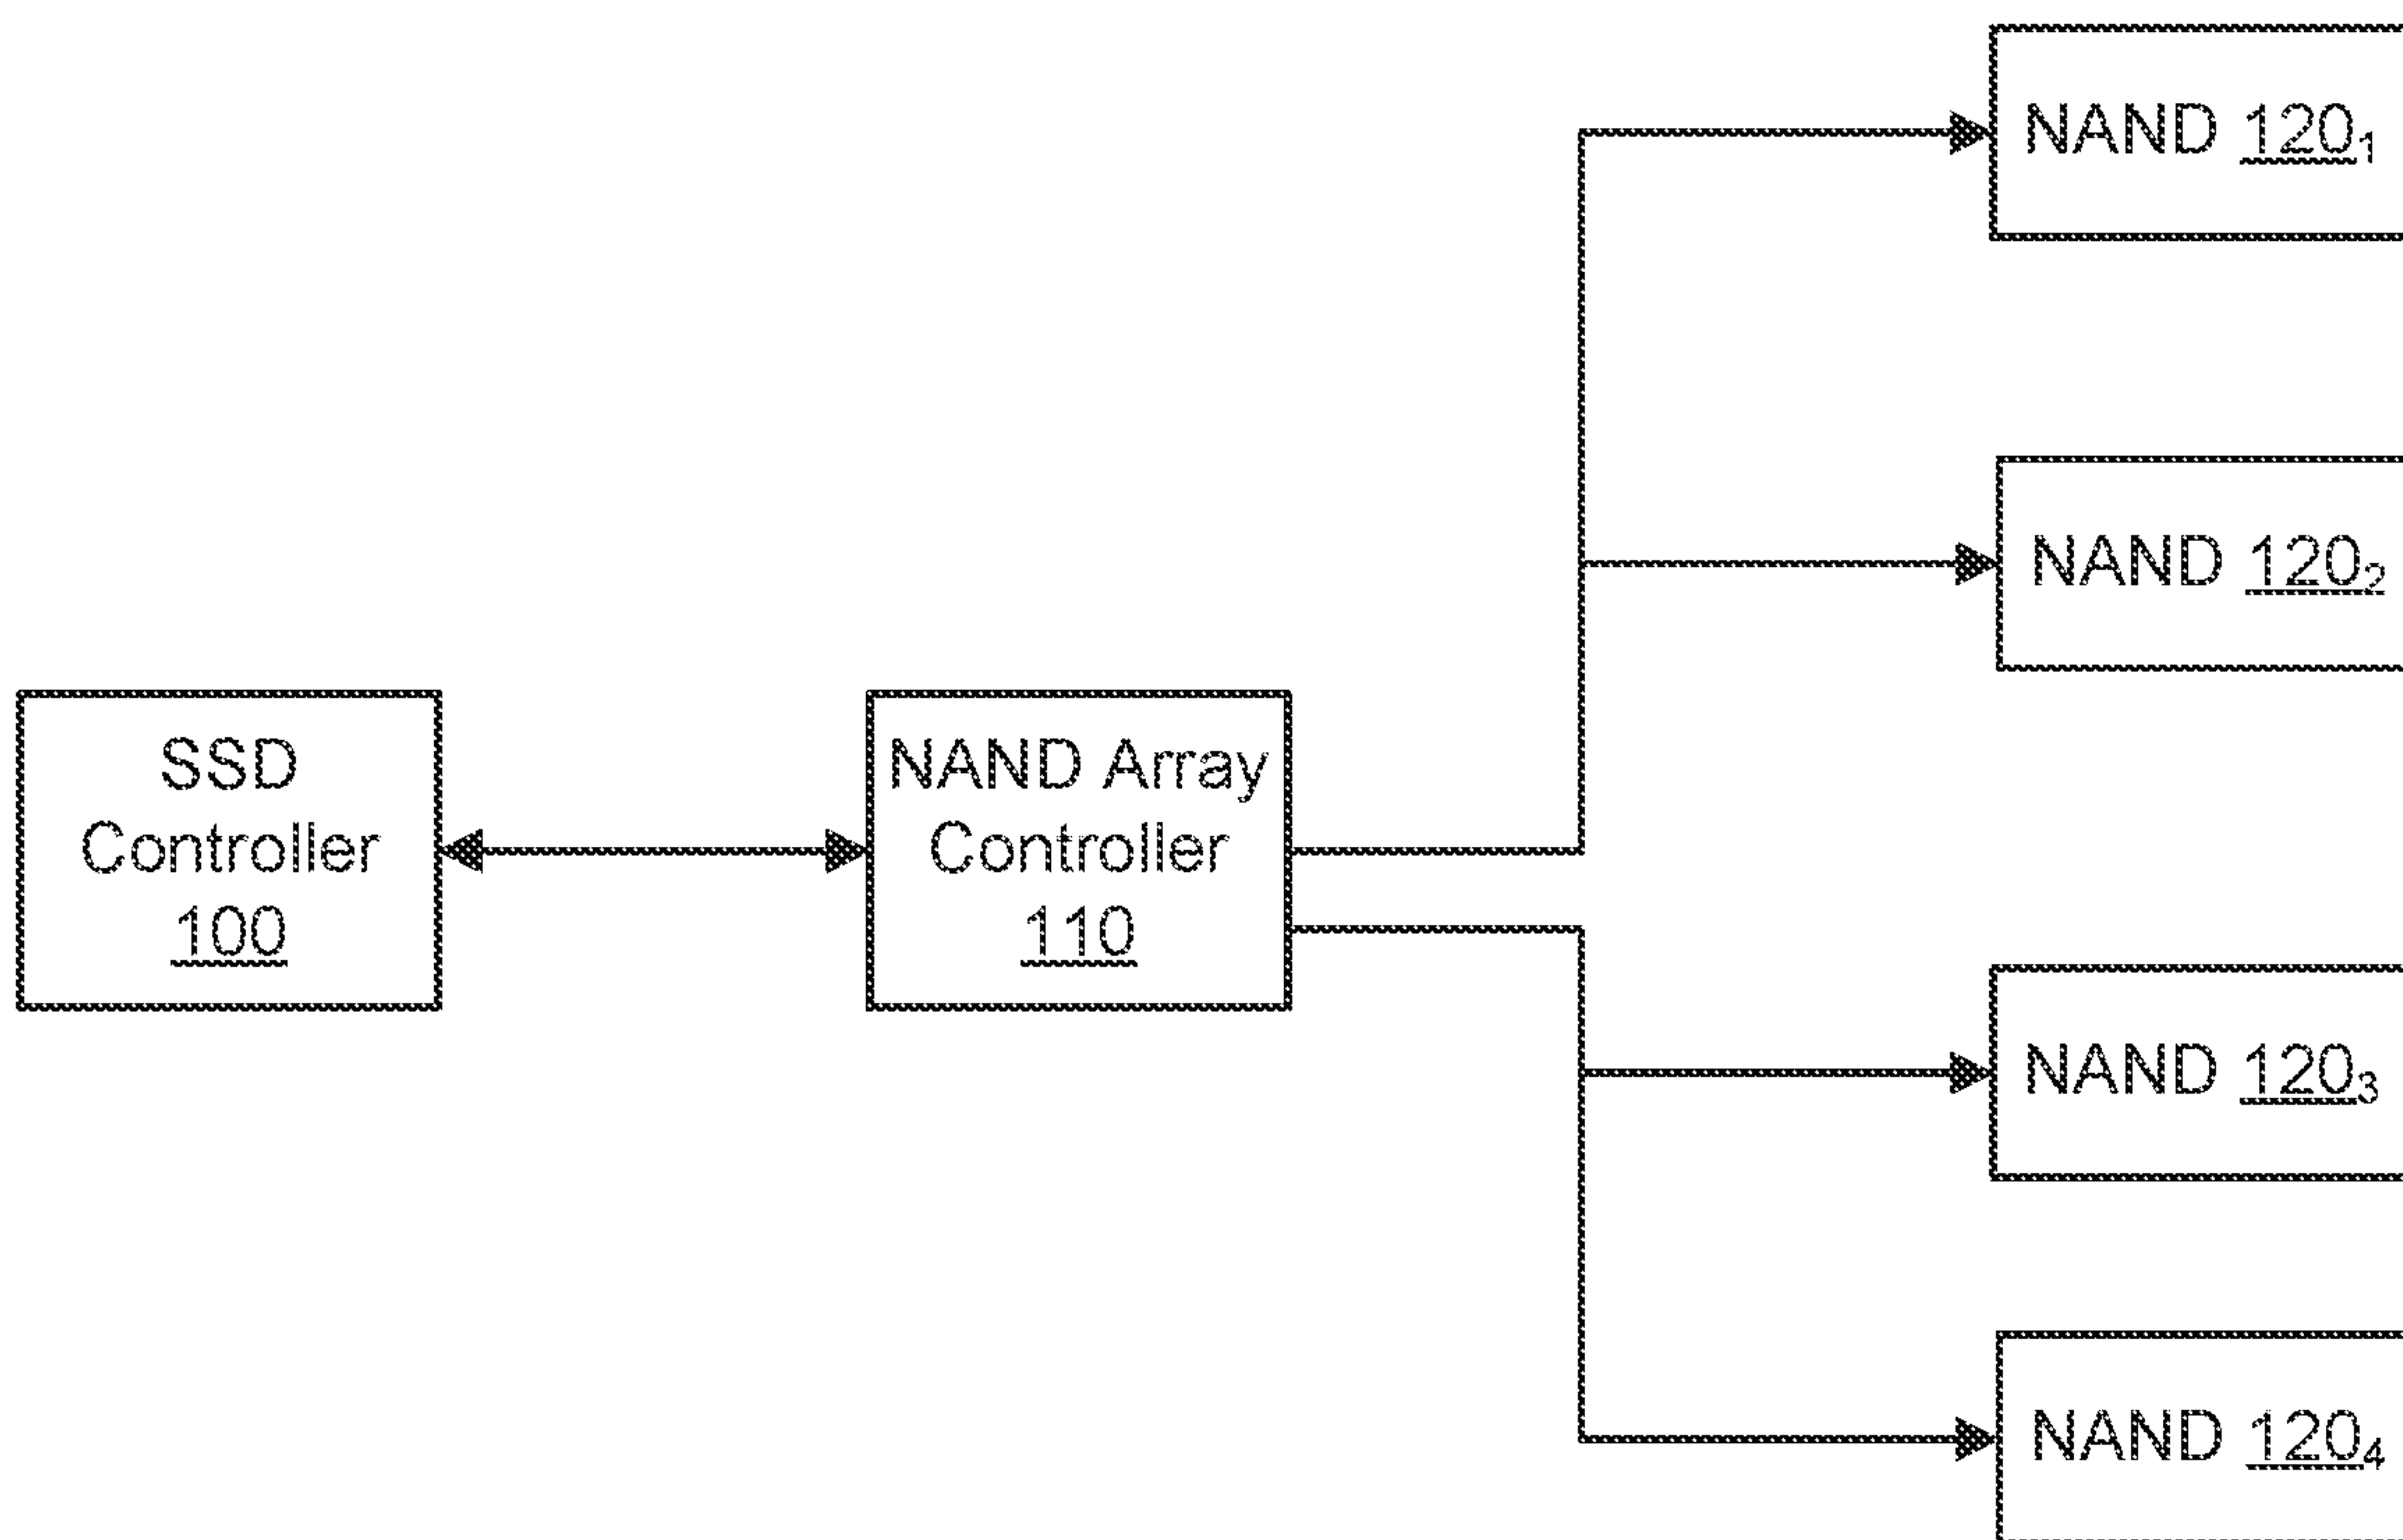 NAND 120₁
NAND 120₂
SSD
Controller
100
NAND Array
Controller
110
NAND 120₃
NAND 120₄